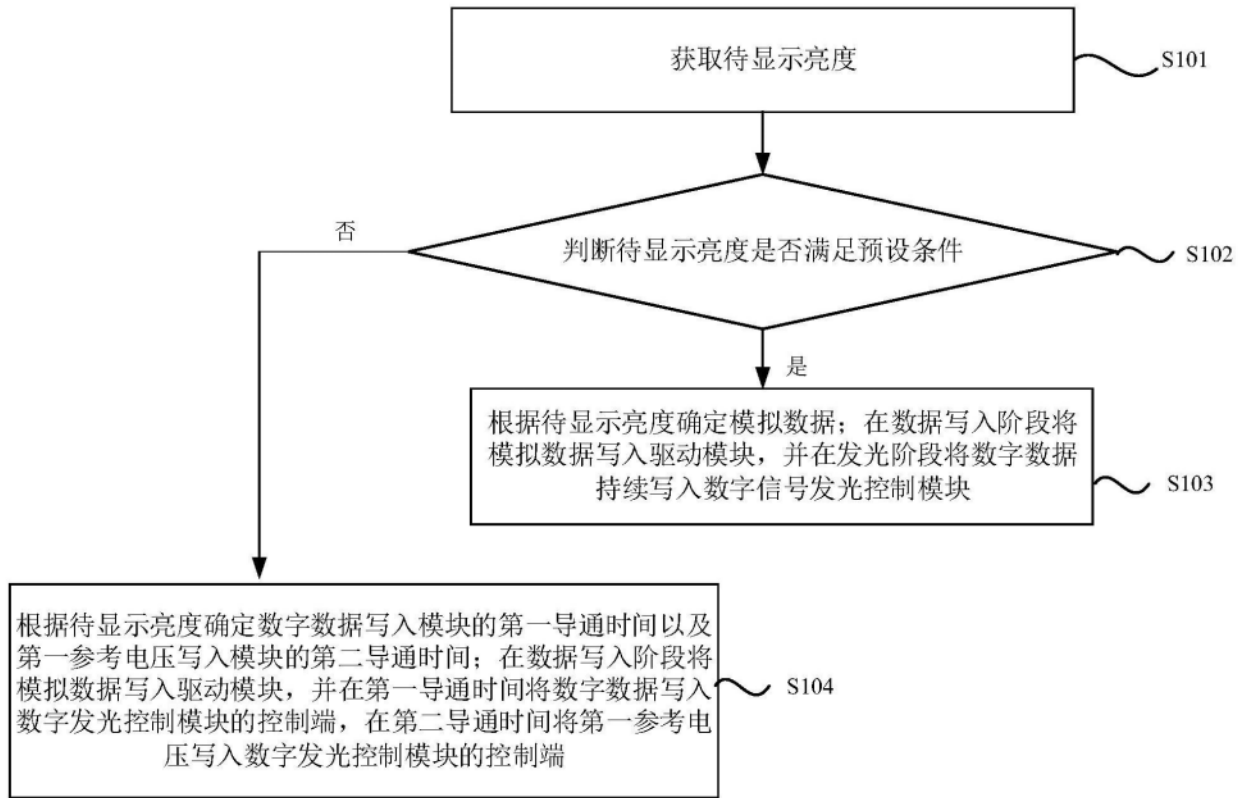 获取待显示亮度
S101
否
判断待显示亮度是否满足预设条件
S102
是
根据待显示亮度确定模拟数据；在数据写入阶段将
模拟数据写入驱动模块，并在发光阶段将数字数据
持续写入数字信号发光控制模块
S103
根据待显示亮度确定数字数据写入模块的第一导通时间以及
第一参考电压写入模块的第二导通时间；在数据写入阶段将
模拟数据写入驱动模块，并在第一导通时间将数字数据写入
数字发光控制模块的控制端，在第二导通时间将第一参考电
压写入数字发光控制模块的控制端
S104